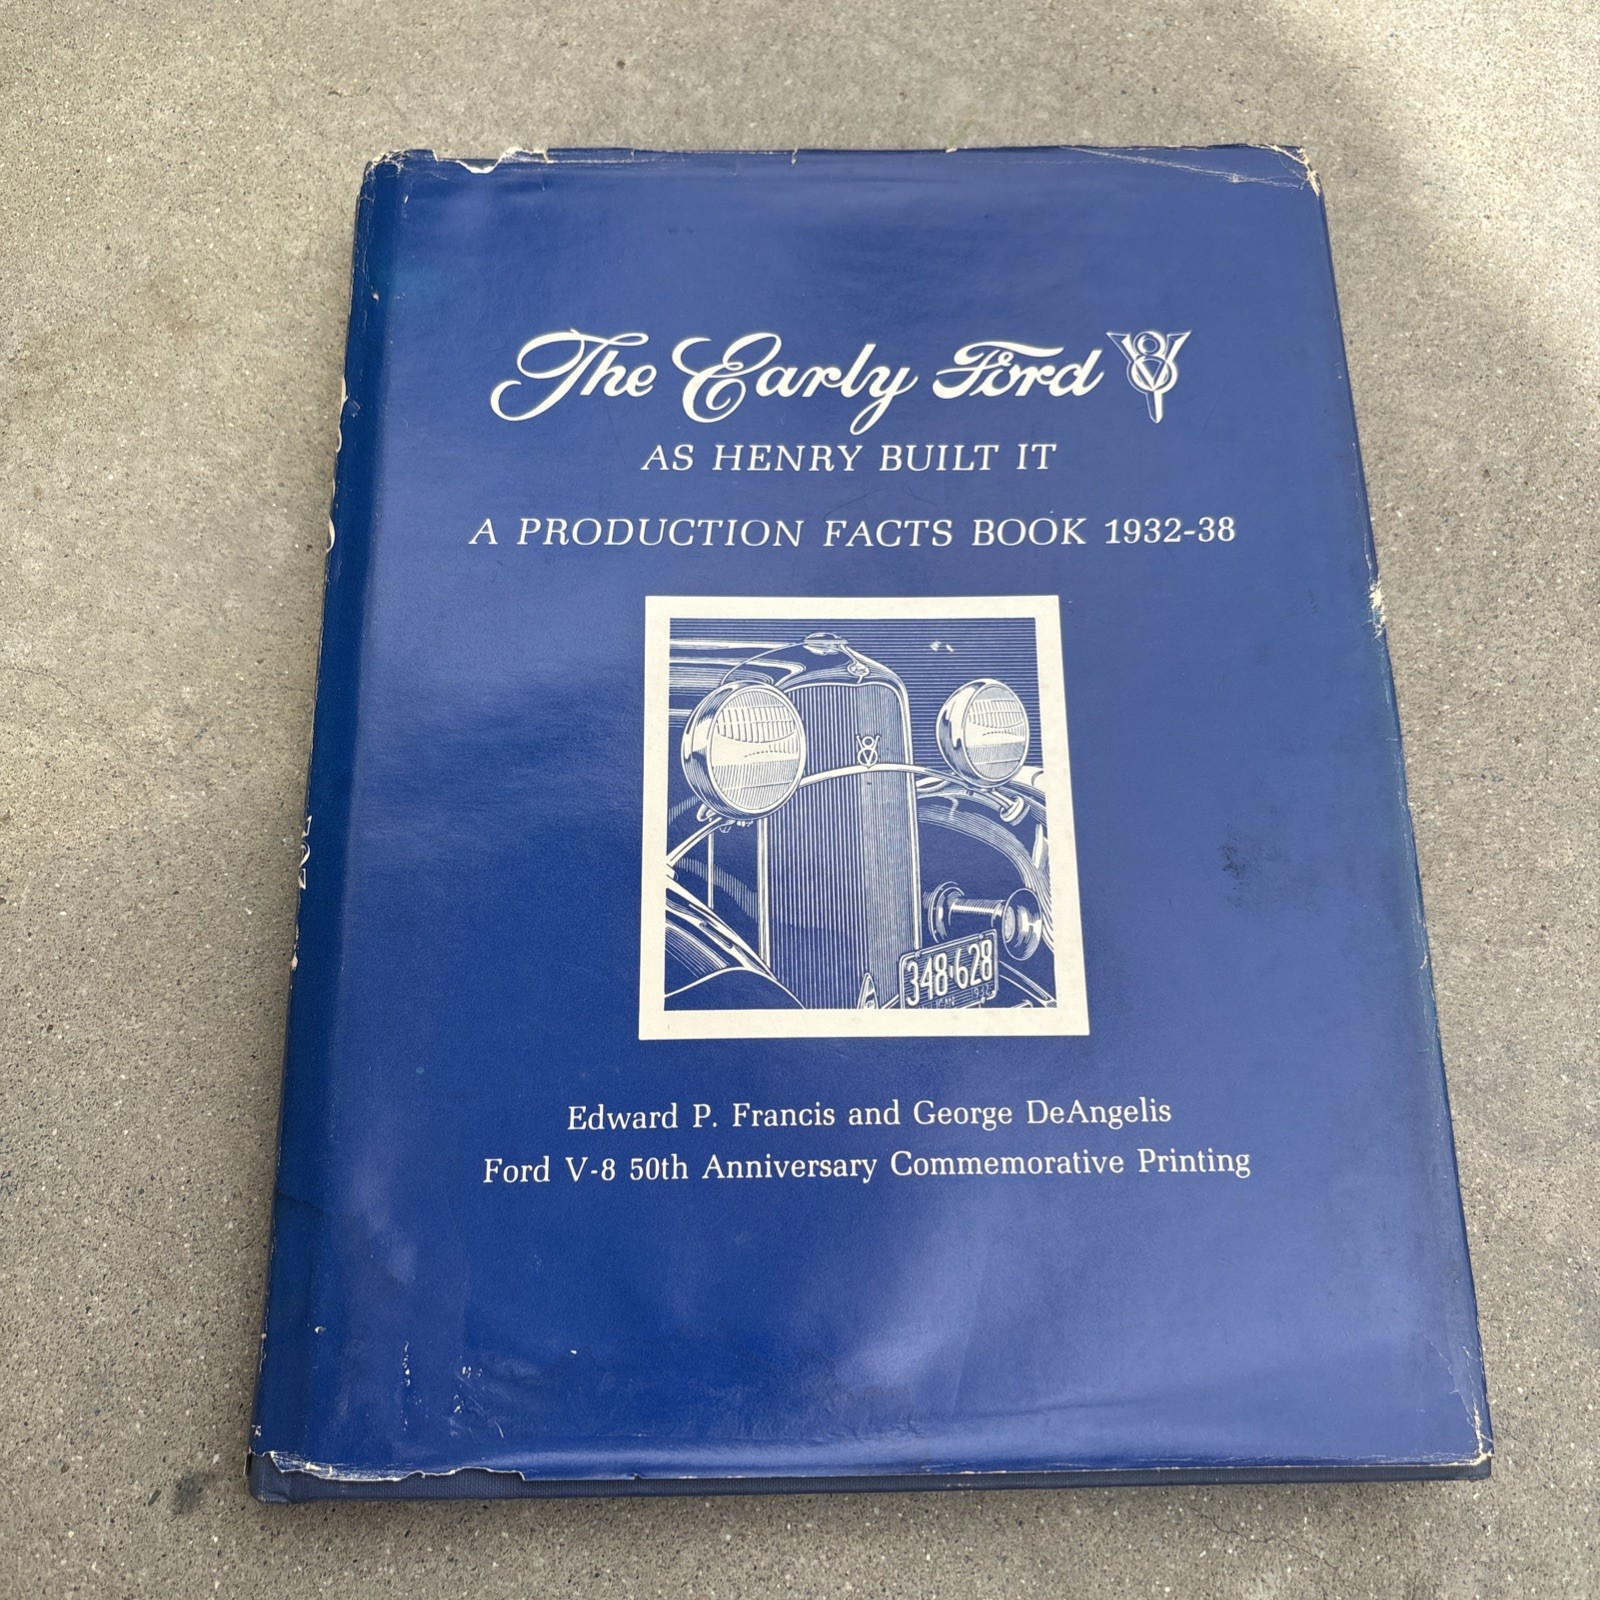 The Early Ford V8
AS HENRY BUILT IT
A PRODUCTION FACTS BOOK 1932-38
V8
348-628
Edward P. Francis and George DeAngelis
Ford V-8 50th Anniversary Commemorative Printing